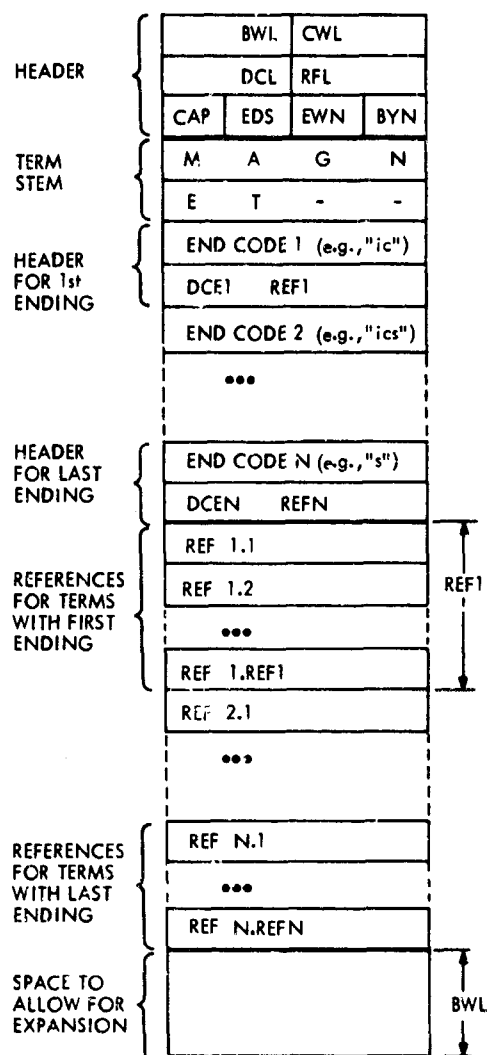 HEADER
BWL CWL
DCL RFL
CAP EDS EWN BYN
TERM
STEM
M A G N
E T - -
HEADER
FOR 1st
ENDING
END CODE 1 (e.g., "ic")
DCE1 REF1
END CODE 2 (e.g., "ics")
•••
HEADER
FOR LAST
ENDING
END CODE N (e.g., "s")
DCEN REFN
REFERENCES
FOR TERMS
WITH FIRST
ENDING
REF 1.1
REF 1.2
•••
REF 1.REF1
REF1
REF 2.1
•••
REFERENCES
FOR TERMS
WITH LAST
ENDING
REF N.1
•••
REF N.REFN
SPACE TO
ALLOW FOR
EXPANSION
BWL